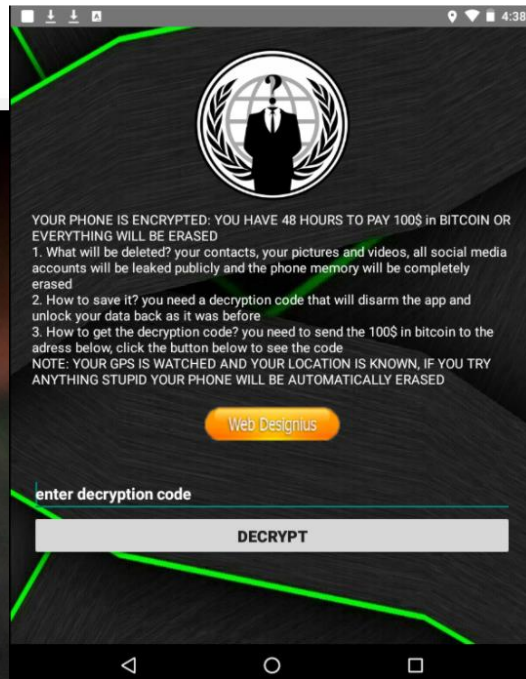 4:38
?
YOUR PHONE IS ENCRYPTED: YOU HAVE 48 HOURS TO PAY 100$ in BITCOIN OR
EVERYTHING WILL BE ERASED
1. What will be deleted? your contacts, your pictures and videos, all social media
accounts will be leaked publicly and the phone memory will be completely
erased
2. How to save it? you need a decryption code that will disarm the app and
unlock your data back as it was before
3. How to get the decryption code? you need to send the 100$ in bitcoin to the
adress below, click the button below to see the code
NOTE: YOUR GPS IS WATCHED AND YOUR LOCATION IS KNOWN, IF YOU TRY
ANYTHING STUPID YOUR PHONE WILL BE AUTOMATICALLY ERASED
Web Designius
enter decryption code
DECRYPT